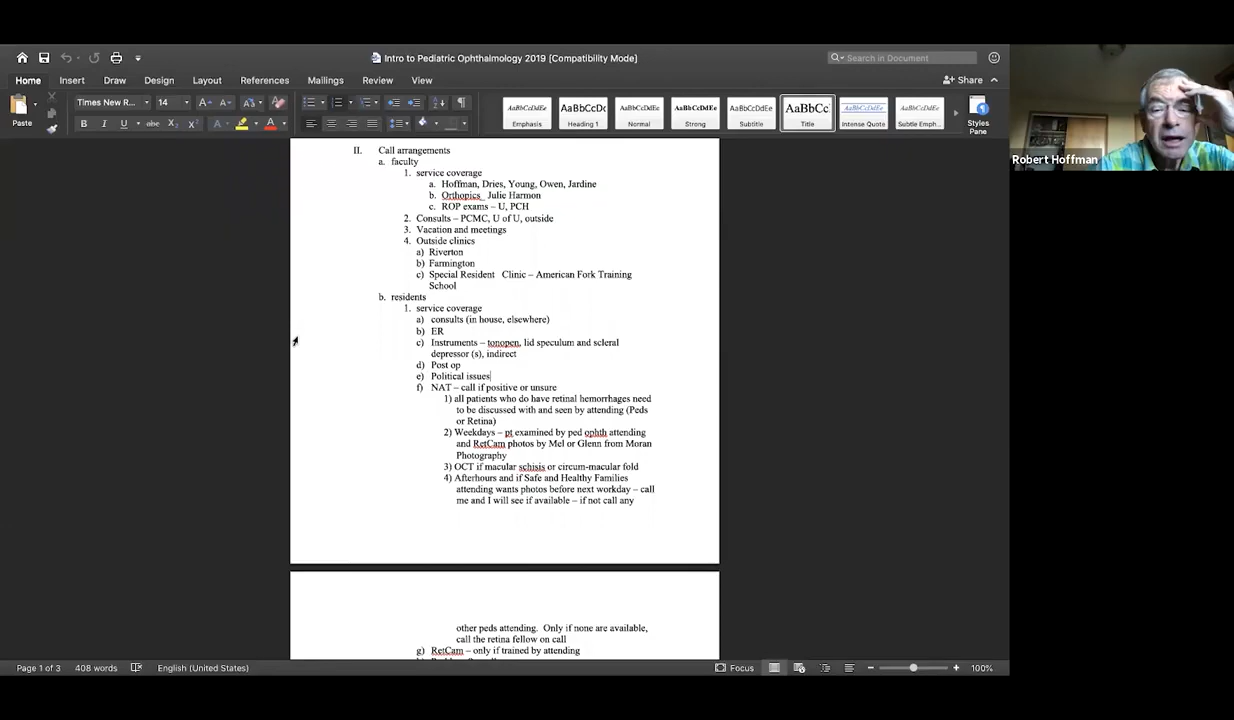 Intro to Pediatric Ophthalmology 2019 [Compatibility Mode]
Search in Document
Home Insert Draw Design Layout References Mailings Review View
Share
Paste
Times New R...
14
B I U abc X2 X2
AaBbCcDdEe
Emphasis
AaBbCcDc
Heading 1
AaBbCcDdEe
Normal
AaBbCcDdEe
Strong
AaBbCcDdEe
Subtitle
AaBbCc
Title
AaBbCcDdEe
Intense Quote
AaBbCcDdEe
Subtle Emph...
Styles
Pane
Robert Hoffman
II. Call arrangements
a. faculty
1. service coverage
a. Hoffman, Dries, Young, Owen, Jardine
b. Orthopics_ Julie Harmon
c. ROP exams – U, PCH
2. Consults – PCMC, U of U, outside
3. Vacation and meetings
4. Outside clinics
a) Riverton
b) Farmington
c) Special Resident Clinic – American Fork Training
School
b. residents
1. service coverage
a) consults (in house, elsewhere)
b) ER
c) Instruments – tonopen, lid speculum and scleral
depressor (s), indirect
d) Post op
e) Political issues
f) NAT – call if positive or unsure
1) all patients who do have retinal hemorrhages need
to be discussed with and seen by attending (Peds
or Retina)
2) Weekdays – pt examined by ped ophth attending
and RetCam photos by Mel or Glenn from Moran
Photography
3) OCT if macular schisis or circum-macular fold
4) Afterhours and if Safe and Healthy Families
attending wants photos before next workday – call
me and I will see if available – if not call any
other peds attending. Only if none are available,
call the retina fellow on call
g) RetCam – only if trained by attending
Page 1 of 3
408 words
English (United States)
Focus
100%